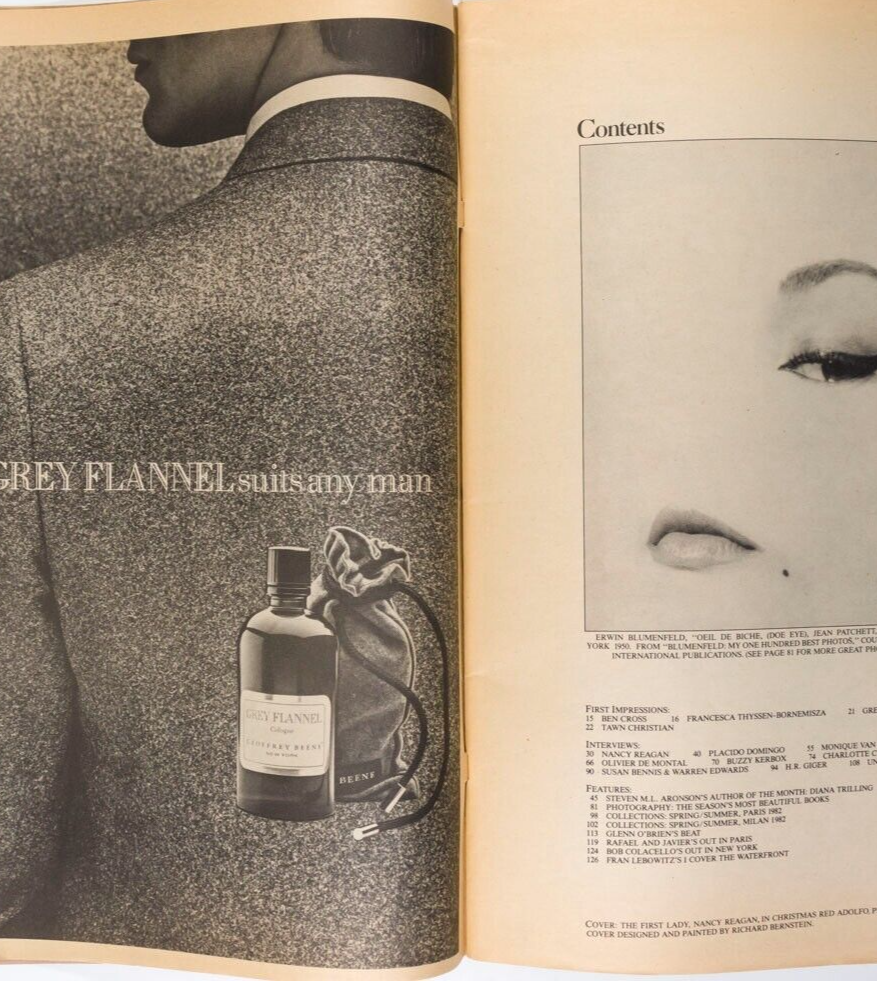 GREY FLANNEL suits any man
GREY FLANNEL
Cologne
GEOFFREY BEENE
BEENE
Contents
ERWIN BLUMENFELD, "OEIL DE BICHE, (DOE EYE), JEAN PATCHETT,
YORK 1950. FROM "BLUMENFELD: MY ONE HUNDRED BEST PHOTOS," COU
INTERNATIONAL PUBLICATIONS. (SEE PAGE 81 FOR MORE GREAT PH
FIRST IMPRESSIONS:
15 BEN CROSS 16 FRANCESCA THYSSEN-BORNEMISZA 21 GRE
22 TAWN CHRISTIAN
INTERVIEWS:
30 NANCY REAGAN 40 PLACIDO DOMINGO 55 MONIQUE VAN
66 OLIVIER DE MONTAL 70 BUZZY KERBOX 74 CHARLOTTE C
90 SUSAN BENNIS & WARREN EDWARDS 94 H.R. GIGER 108 UN
FEATURES:
45 STEVEN M.L. ARONSON'S AUTHOR OF THE MONTH: DIANA TRILLING
81 PHOTOGRAPHY: THE SEASON'S MOST BEAUTIFUL BOOKS
98 COLLECTIONS: SPRING/SUMMER, PARIS 1982
102 COLLECTIONS: SPRING/SUMMER, MILAN 1982
113 GLENN O'BRIEN'S BEAT
119 RAFAEL AND JAVIER'S OUT IN PARIS
124 BOB COLACELLO'S OUT IN NEW YORK
126 FRAN LEBOWITZ'S I COVER THE WATERFRONT
COVER: THE FIRST LADY, NANCY REAGAN, IN CHRISTMAS RED ADOLFO. P
COVER DESIGNED AND PAINTED BY RICHARD BERNSTEIN.